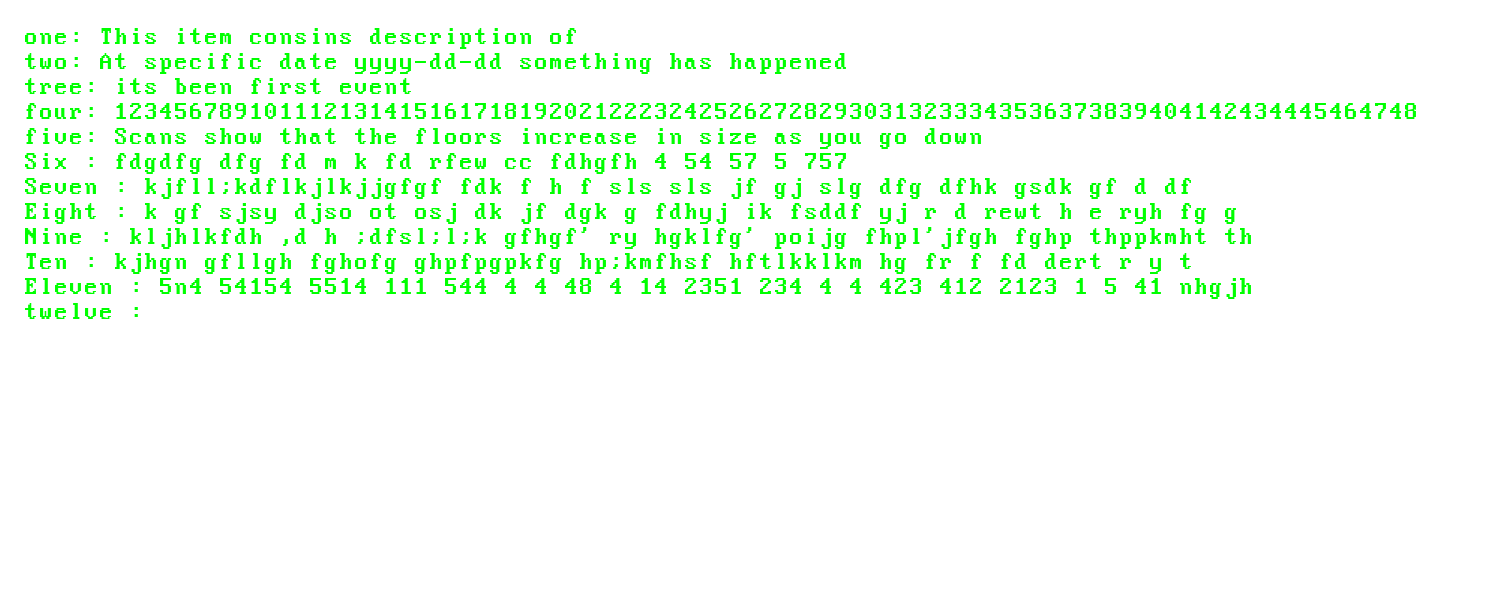 one: This item consins description of
two: At specific date yyyy-dd-dd something has happened
tree: its been first event
four: 123456789101112131415161718192021222324252627282930313233343536373839404142434445464748
five: Scans show that the floors increase in size as you go down
Six : fdgdfg dfg fd m k fd rfew cc fdhgfh 4 54 57 5 757
Seven : kjfll;kdflkjlkjjgfgf fdk f h f sls sls jf gj slg dfg dfhk gsdk gf d df
Eight : k gf sjsy djso ot osj dk jf dgk g fdhyj ik fsddf yj r d rewt h e ryh fg g
Nine : kljhlkfdh ,d h ;dfsl;l;k gfhgf' ry hgklfg' poijg fhpl'jfgh fghp thppkmht th
Ten : kjhgn gfllgh fghofg ghpfpgpkfg hp;kmfhsf hftlkklkm hg fr f fd dert r y t
Eleven : 5n4 54154 5514 111 544 4 4 48 4 14 2351 234 4 4 423 412 2123 1 5 41 nhgjh
twelve :